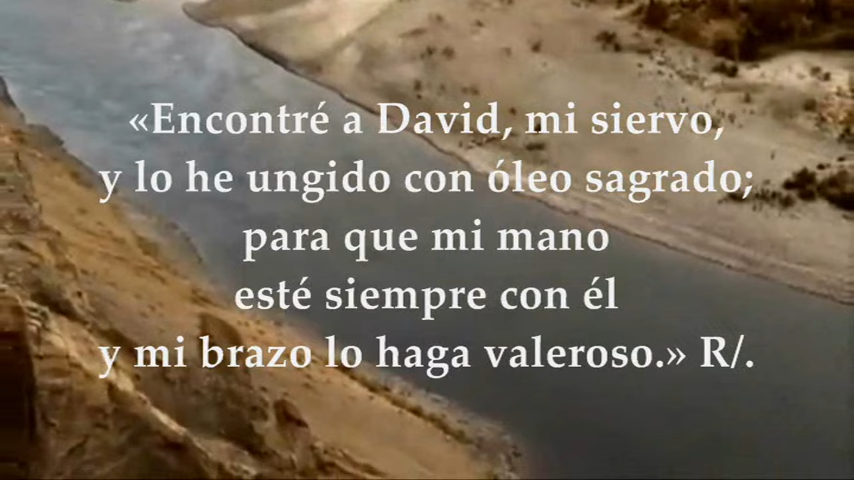 «Encontré a David, mi siervo,
y lo he ungido con óleo sagrado;
para que mi mano
esté siempre con él
y mi brazo lo haga valeroso.» R/.